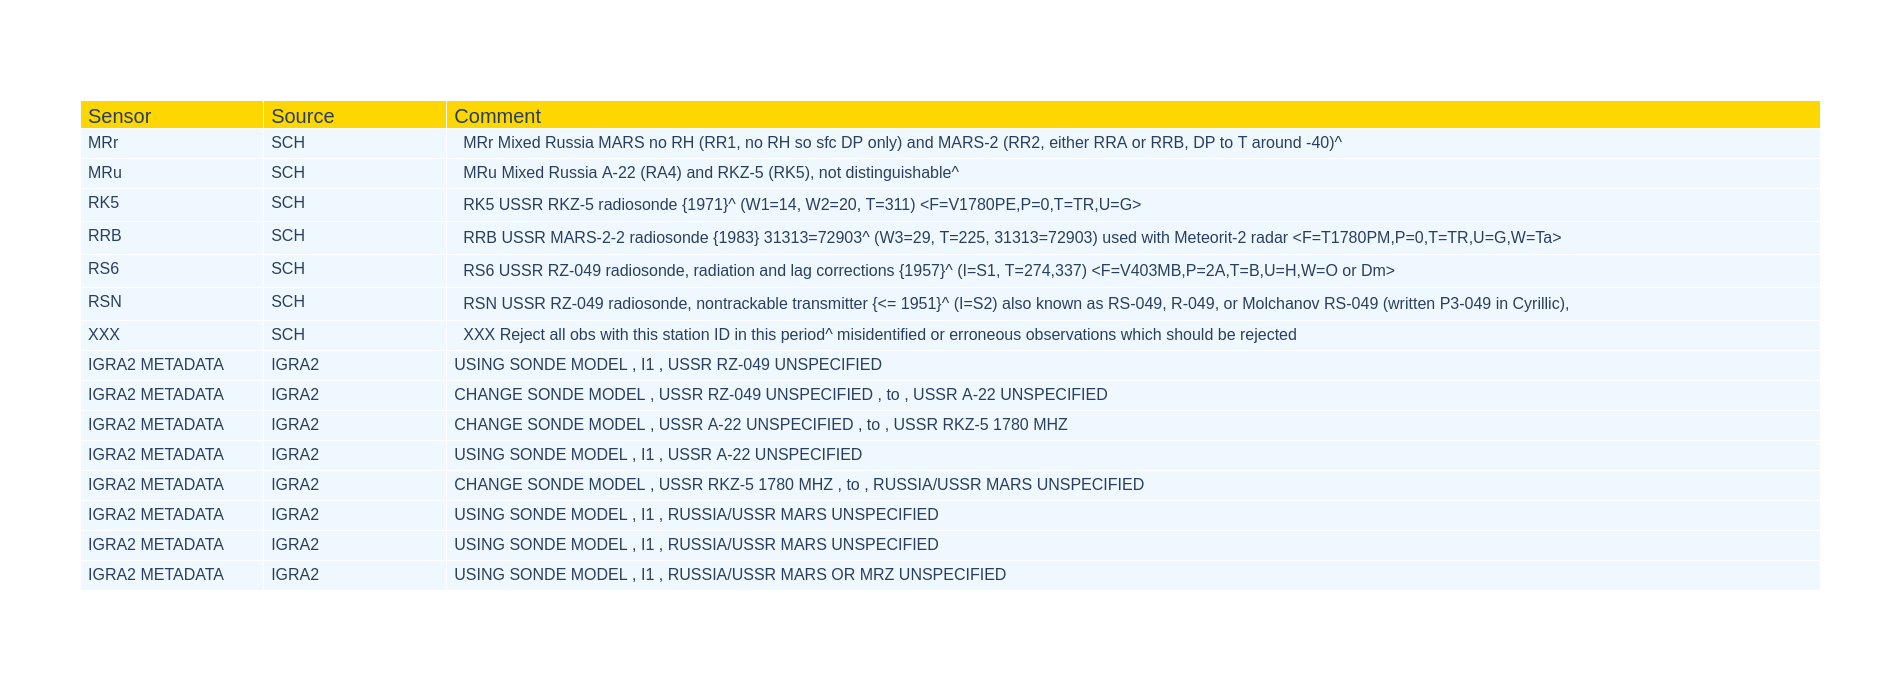 Sensor Source Comment
MRr SCH MRr Mixed Russia MARS no RH (RR1, no RH so sfc DP only) and MARS-2 (RR2, either RRA or RRB, DP to T around -40)^
MRu SCH MRu Mixed Russia A-22 (RA4) and RKZ-5 (RK5), not distinguishable^
RK5 SCH RK5 USSR RKZ-5 radiosonde {1971}^ (W1=14, W2=20, T=311) <F=V1780PE,P=0,T=TR,U=G>
RRB SCH RRB USSR MARS-2-2 radiosonde {1983} 31313=72903^ (W3=29, T=225, 31313=72903) used with Meteorit-2 radar <F=T1780PM,P=0,T=TR,U=G,W=Ta>
RS6 SCH RS6 USSR RZ-049 radiosonde, radiation and lag corrections {1957}^ (I=S1, T=274,337) <F=V403MB,P=2A,T=B,U=H,W=O or Dm>
RSN SCH RSN USSR RZ-049 radiosonde, nontrackable transmitter {<= 1951}^ (I=S2) also known as RS-049, R-049, or Molchanov RS-049 (written P3-049 in Cyrillic),
XXX SCH XXX Reject all obs with this station ID in this period^ misidentified or erroneous observations which should be rejected
IGRA2 METADATA IGRA2 USING SONDE MODEL , I1 , USSR RZ-049 UNSPECIFIED
IGRA2 METADATA IGRA2 CHANGE SONDE MODEL , USSR RZ-049 UNSPECIFIED , to , USSR A-22 UNSPECIFIED
IGRA2 METADATA IGRA2 CHANGE SONDE MODEL , USSR A-22 UNSPECIFIED , to , USSR RKZ-5 1780 MHZ
IGRA2 METADATA IGRA2 USING SONDE MODEL , I1 , USSR A-22 UNSPECIFIED
IGRA2 METADATA IGRA2 CHANGE SONDE MODEL , USSR RKZ-5 1780 MHZ , to , RUSSIA/USSR MARS UNSPECIFIED
IGRA2 METADATA IGRA2 USING SONDE MODEL , I1 , RUSSIA/USSR MARS UNSPECIFIED
IGRA2 METADATA IGRA2 USING SONDE MODEL , I1 , RUSSIA/USSR MARS UNSPECIFIED
IGRA2 METADATA IGRA2 USING SONDE MODEL , I1 , RUSSIA/USSR MARS OR MRZ UNSPECIFIED